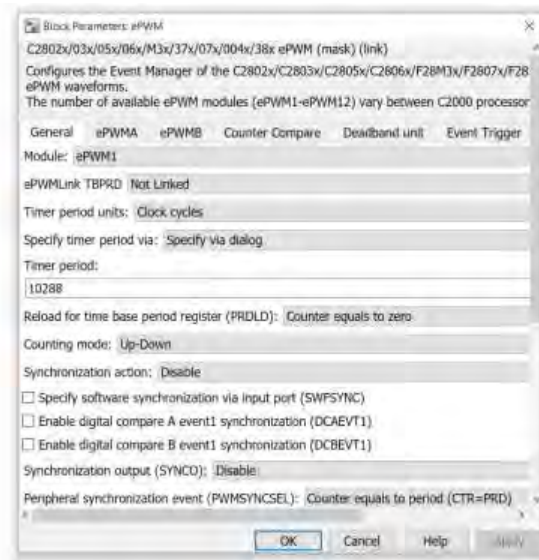 Block Parameters: ePWM
C2802x/03x/05x/06x/M3x/37x/07x/004x/38x ePWM (mask) (link)
Configures the Event Manager of the C2802x/C2803x/C2805x/C2806x/F28M3x/F2807x/F28
ePWM waveforms.
The number of available ePWM modules (ePWM1-ePWM12) vary between C2000 processor
General ePWMA ePWMB Counter Compare Deadband unit Event Trigger
Module: ePWM1
ePWMLink TBPRD Not Linked
Timer period units: Clock cycles
Specify timer period via: Specify via dialog
Timer period:
10288
Reload for time base period register (PRDLD): Counter equals to zero
Counting mode: Up-Down
Synchronization action: Disable
Specify software synchronization via input port (SWFSYNC)
Enable digital compare A event1 synchronization (DCAEVT1)
Enable digital compare B event1 synchronization (DCBEVT1)
Synchronization output (SYNCO): Disable
Peripheral synchronization event (PWMSYNCSEL): Counter equals to period (CTR=PRD)
OK Cancel Help Apply